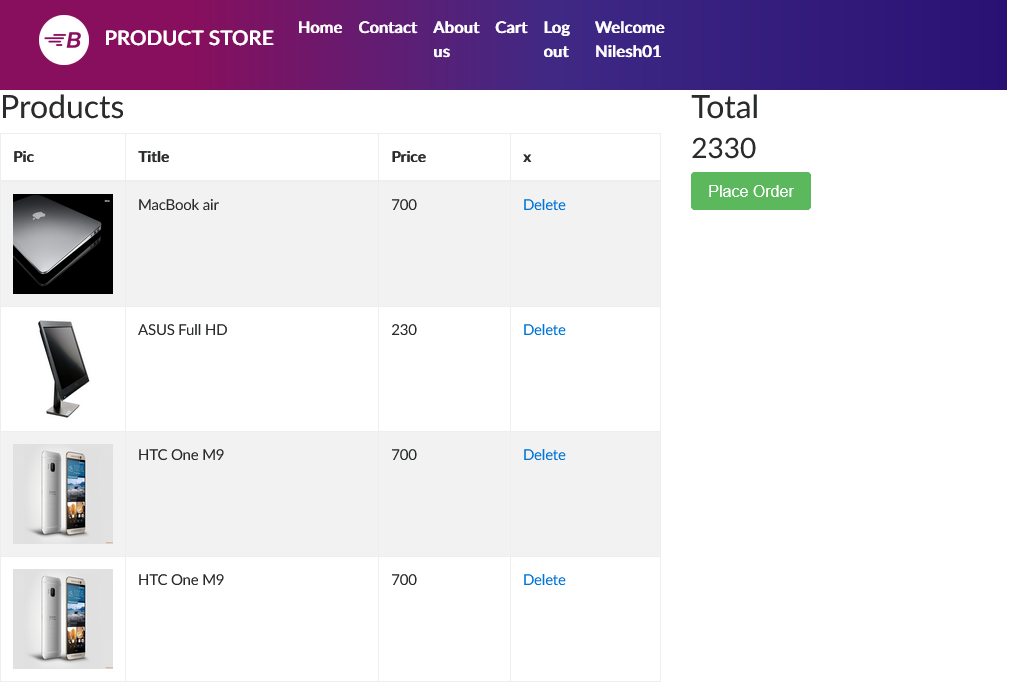 B PRODUCT STORE Home Contact About us Cart Log out Welcome Nilesh01
Products
Pic Title Price x
MacBook air 700 Delete
ASUS Full HD 230 Delete
HTC One M9 700 Delete
HTC One M9 700 Delete
Total
2330
Place Order